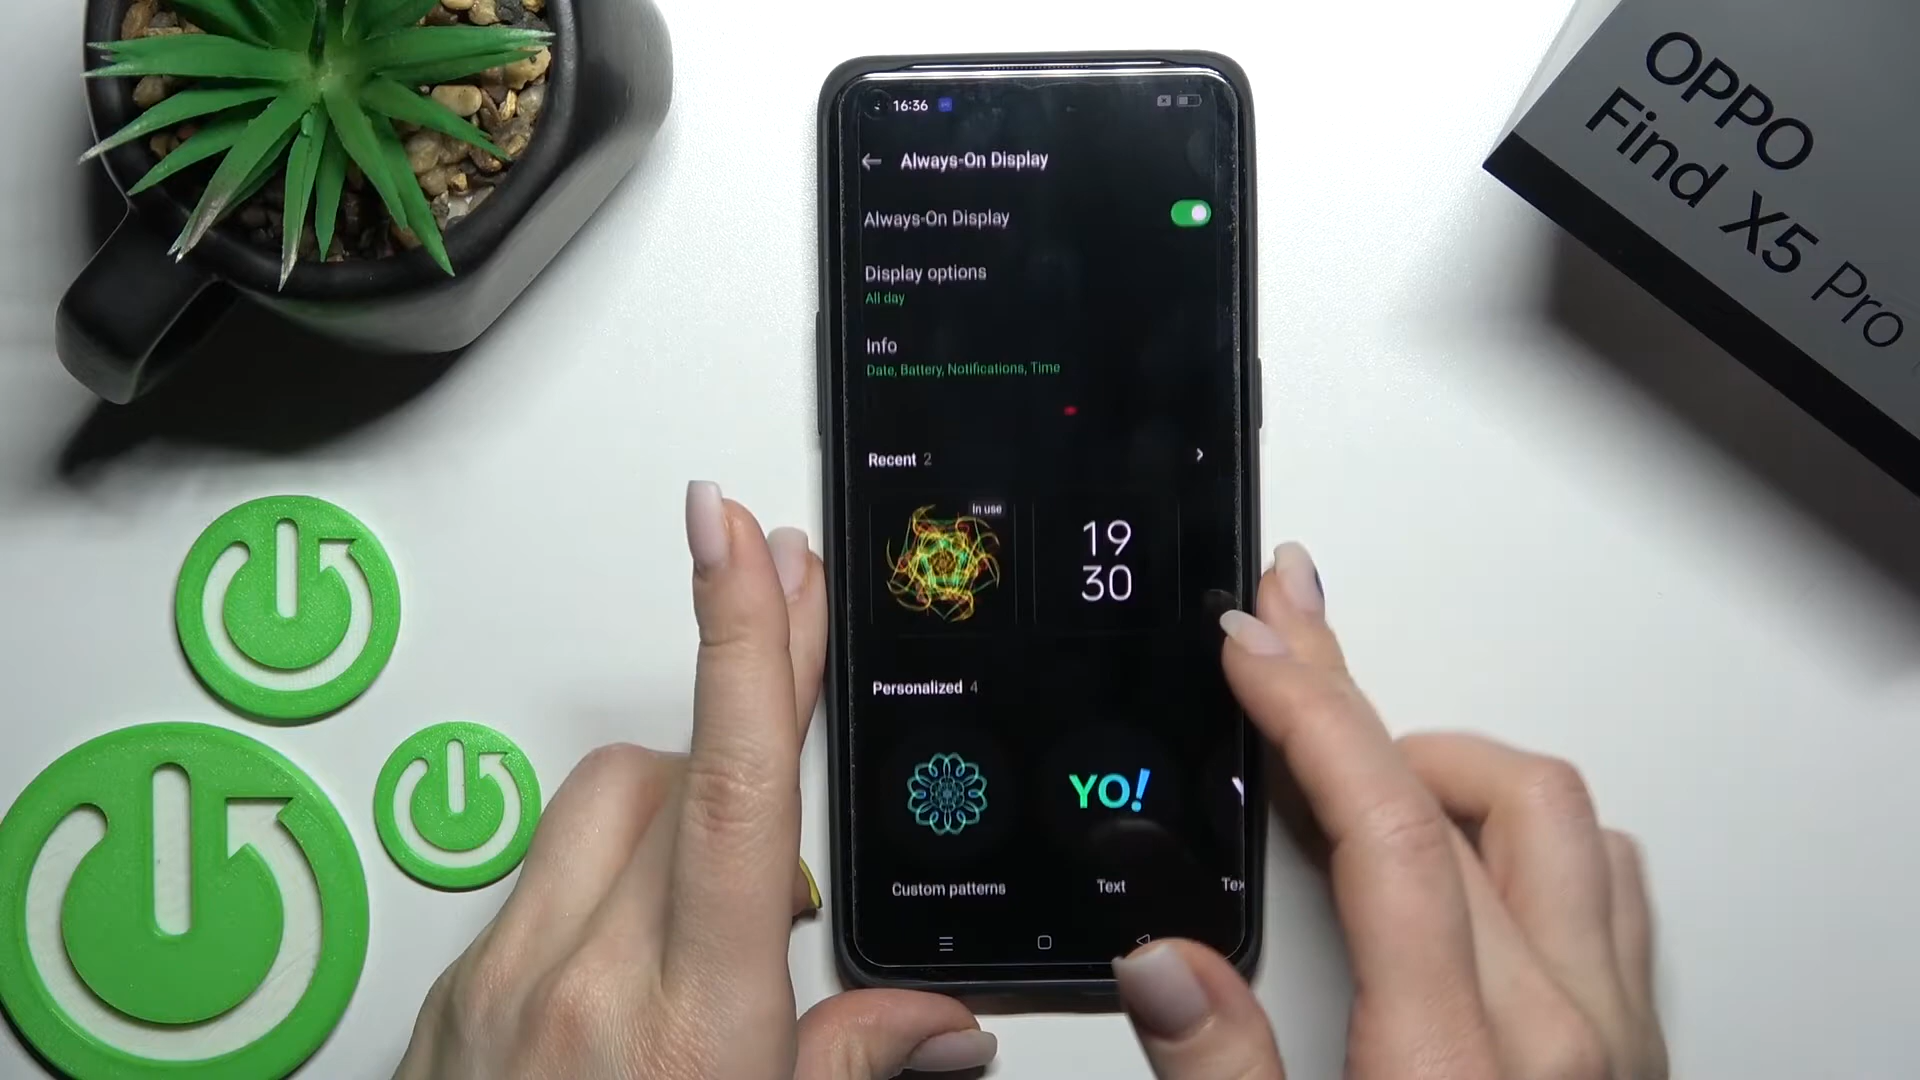 OPPO
Find X5 Pro
16:36
Always-On Display
Always-On Display
Display options
All day
Info
Date, Battery, Notifications, Time
Recent 2
In use
19
30
Personalized 4
YO!
Custom patterns
Text